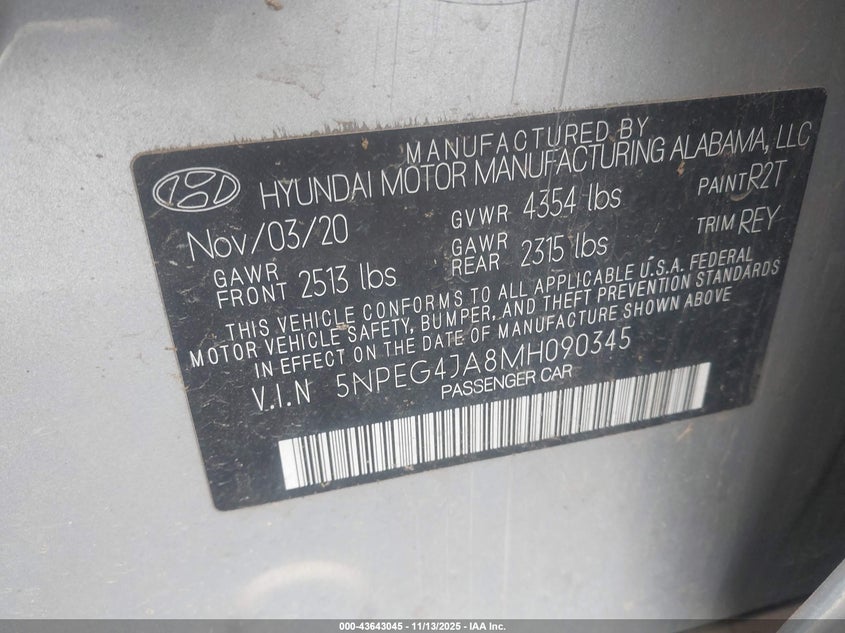 MANUFACTURED BY
HYUNDAI MOTOR MANUFACTURING ALABAMA, LLC
Nov/03/20 GVWR 4354 lbs PAINT R2T
GAWR FRONT 2513 lbs GAWR REAR 2315 lbs TRIM REY
THIS VEHICLE CONFORMS TO ALL APPLICABLE U.S.A. FEDERAL
MOTOR VEHICLE SAFETY, BUMPER, AND THEFT PREVENTION STANDARDS
IN EFFECT ON THE DATE OF MANUFACTURE SHOWN ABOVE
V.I.N 5NPEG4JA8MH090345
PASSENGER CAR
000-43643045 - 11/13/2025 - IAA Inc.